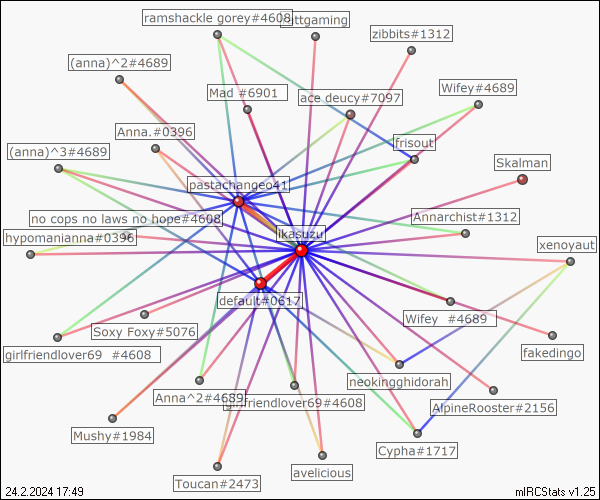 ramshackle gorey#4608
ttgaming
zibbits#1312
(anna)^2#4689
Mad #6901
ace deucy#7097
Wifey#4689
Anna.#0396
frisout
(anna)^3#4689
Skalman
pastachangeo41
no cops no laws no hope#4608
Annarchist#1312
ikasuzu
hypomananna#0396
xenoyaut
default#0617
Wifey #4689
Soxy Foxy#5076
fakedingo
girlfriendlover69 #4608
neokingghidorah
Anna^2#4689
girlfriendlover69#4608
AlpineRooster#2156
Mushy#1984
Cypha#1717
avelicious
Toucan#2473
24.2.2024 17:49
mIRCStats v1.25